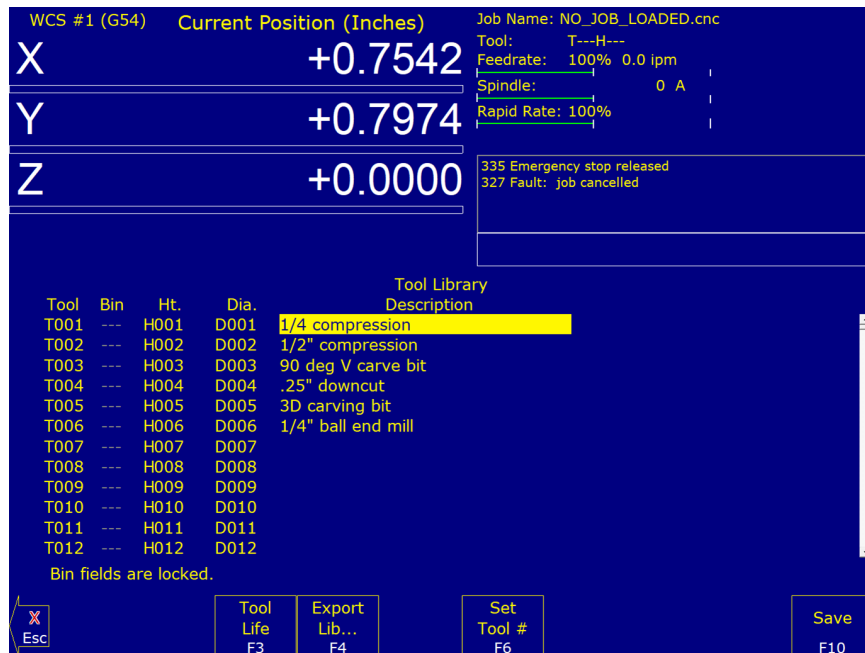 WCS #1 (G54) Current Position (Inches)
X +0.7542
Y +0.7974
Z +0.0000
Job Name: NO_JOB_LOADED.cnc
Tool: T---H---
Feedrate: 100% 0.0 ipm
Spindle: 0 A
Rapid Rate: 100%
335 Emergency stop released
327 Fault: job cancelled
Tool Library
Tool Bin Ht. Dia. Description
T001 --- H001 D001 1/4 compression
T002 --- H002 D002 1/2" compression
T003 --- H003 D003 90 deg V carve bit
T004 --- H004 D004 .25" downcut
T005 --- H005 D005 3D carving bit
T006 --- H006 D006 1/4" ball end mill
T007 --- H007 D007
T008 --- H008 D008
T009 --- H009 D009
T010 --- H010 D010
T011 --- H011 D011
T012 --- H012 D012
Bin fields are locked.
X
Esc
Tool
Life
F3
Export
Lib...
F4
Set
Tool #
F6
Save
F10